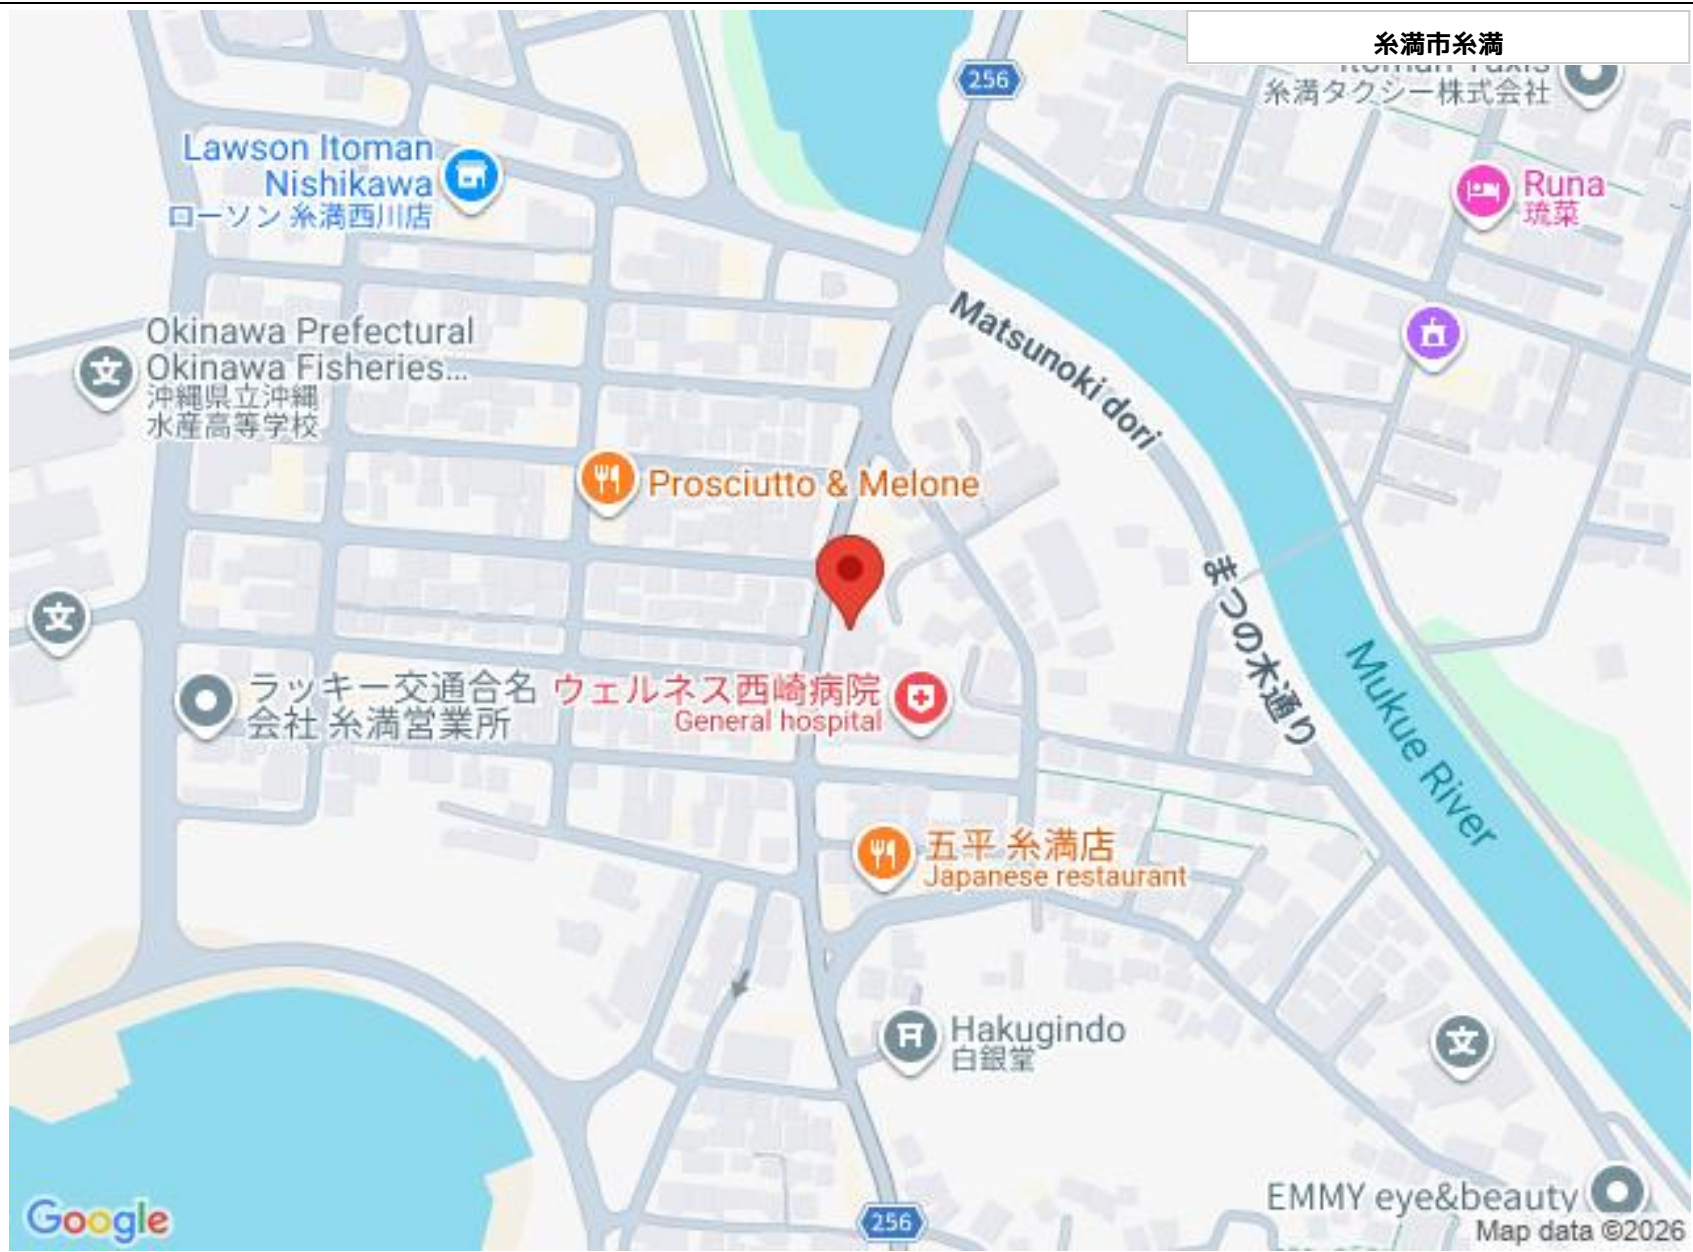 糸満市糸満
256
糸満タクシー株式会社
Lawson Itoman
Nishikawa
ローソン 糸満西川店
Runa
琉菜
Matsunoki dori
Okinawa Prefectural
Okinawa Fisheries...
沖縄県立沖縄
水産高等学校
Prosciutto & Melone
まつの木通り
Mukue River
ラッキー交通合名
会社 糸満営業所
ウェルネス西崎病院
General hospital
五平 糸満店
Japanese restaurant
Hakugindo
白銀堂
EMMY eye&beauty
256
Google
Map data ©2026